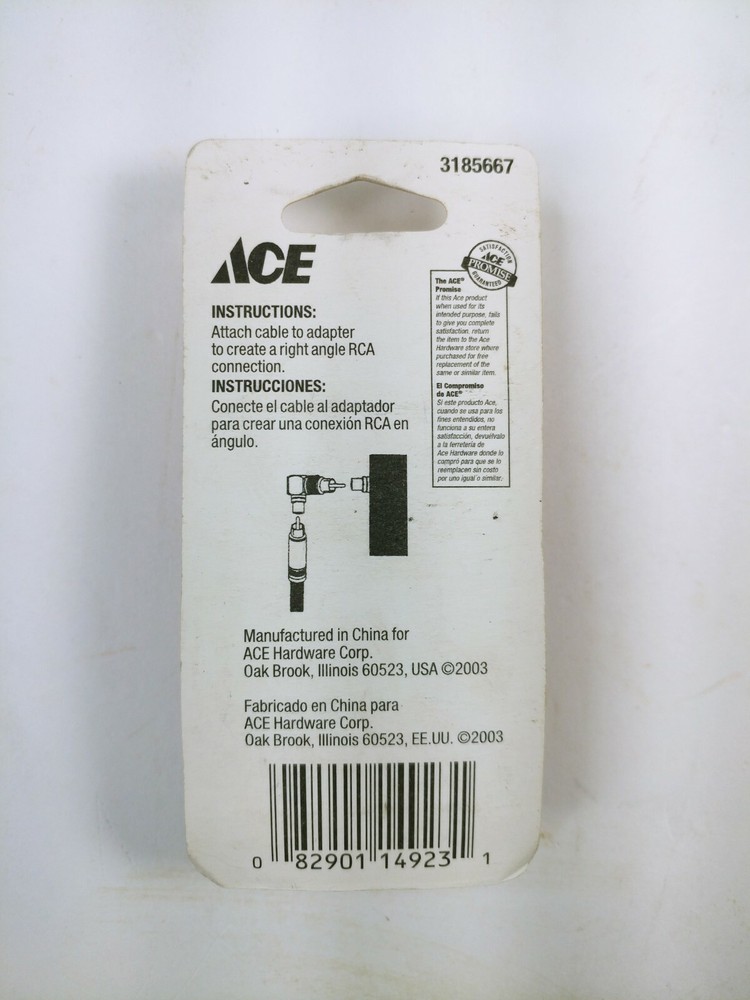 3185667
ACE
SATISFACTION
ACE
PROMISE
GUARANTEED
The ACE®
Promise
If this Ace product
when used for its
intended purpose, fails
to give you complete
satisfaction, return
the item to the Ace
Hardware store where
purchased for free
replacement of the
same or similar item.
El Compromiso
de ACE®
Si este producto Ace,
cuando se usa para los
fines entendidos, no
funciona a su entera
satisfacción, devuélvalo
a la ferretería de
Ace Hardware donde lo
compró para que se lo
reemplacen sin costo
por uno igual o similar.
INSTRUCTIONS:
Attach cable to adapter
to create a right angle RCA
connection.
INSTRUCCIONES:
Conecte el cable al adaptador
para crear una conexión RCA en
ángulo.
Manufactured in China for
ACE Hardware Corp.
Oak Brook, Illinois 60523, USA ©2003
Fabricado en China para
ACE Hardware Corp.
Oak Brook, Illinois 60523, EE.UU. ©2003
0 82901 14923 1